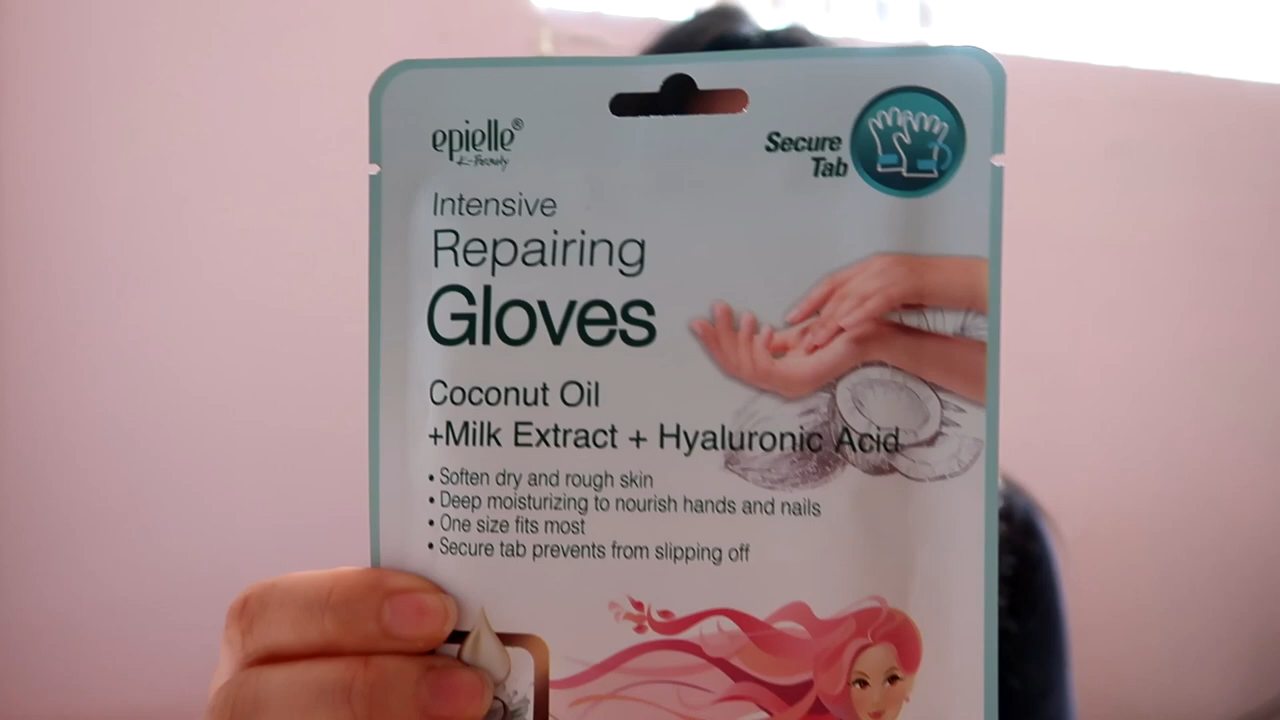 epielle®
K-Beauty
Secure
Tab
Intensive
Repairing
Gloves
Coconut Oil
+Milk Extract + Hyaluronic Acid
• Soften dry and rough skin
• Deep moisturizing to nourish hands and nails
• One size fits most
• Secure tab prevents from slipping off